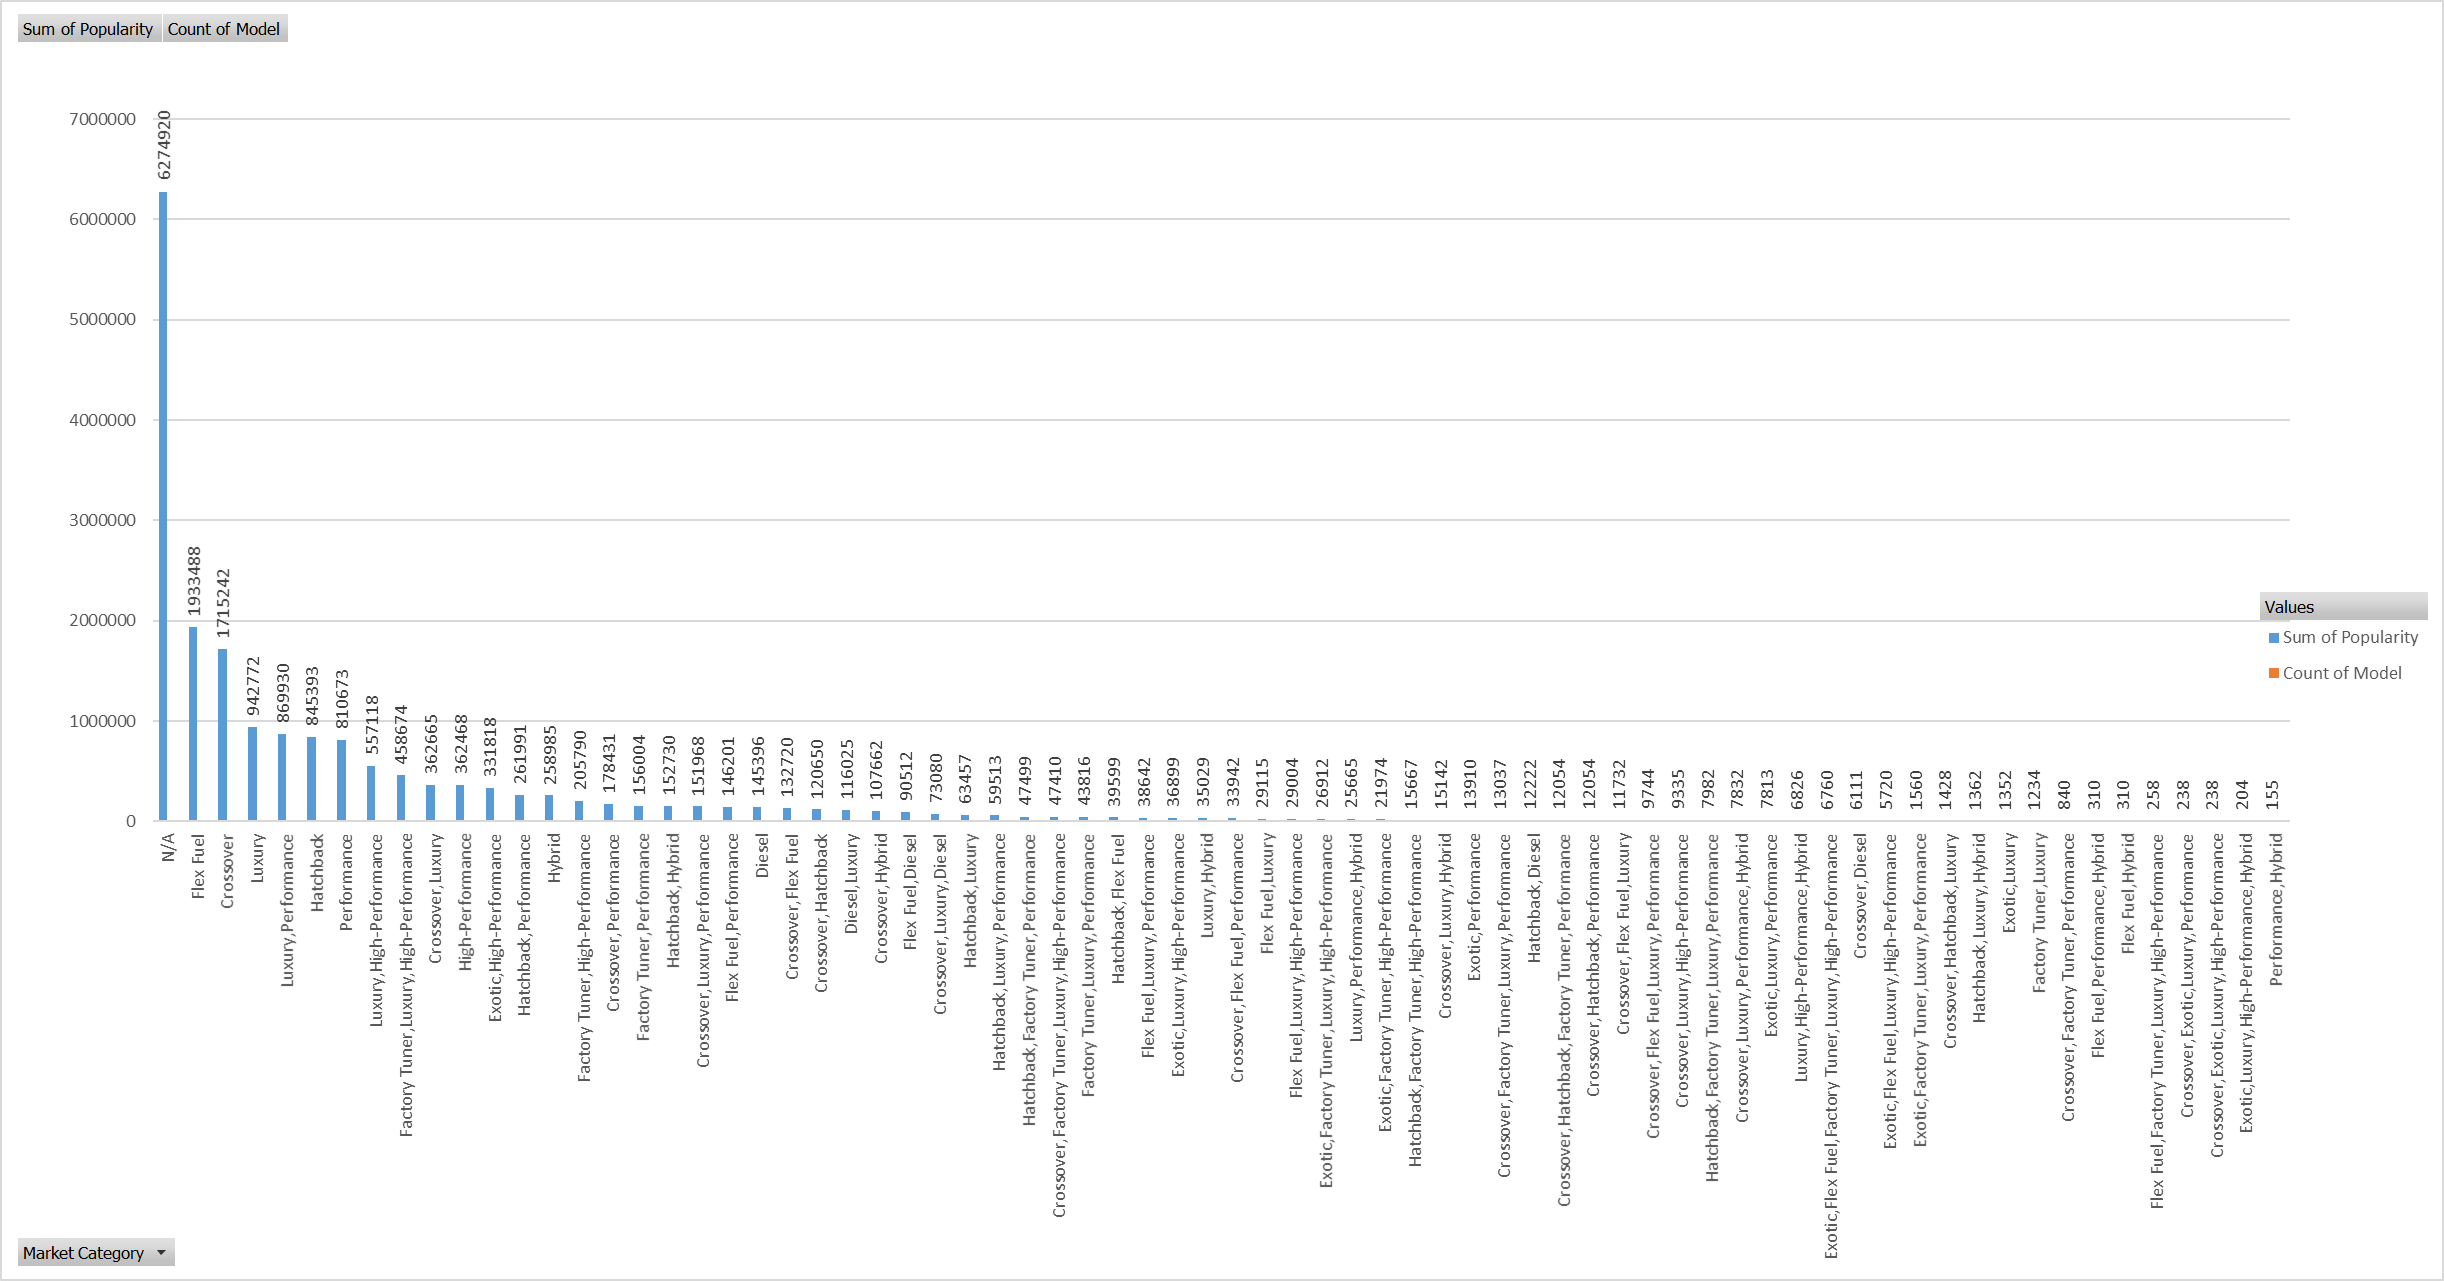 Sum of Popularity
Count of Model
7000000
6000000
5000000
4000000
3000000
2000000
1000000
0
6274920
1933488
1715242
942772
869930
845393
810673
557118
458674
362665
362468
331818
261991
258985
205790
178431
156004
152730
151968
146201
145396
132720
120650
116025
107662
90512
73080
63457
59513
47499
47410
43816
39599
38642
36899
35029
33942
29115
29004
26912
25665
21974
15667
15142
13910
13037
12222
12054
12054
11732
9744
9335
7982
7832
7813
6826
6760
6111
5720
1560
1428
1362
1352
1234
840
310
310
258
238
238
204
155
N/A
Flex Fuel
Crossover
Luxury
Luxury,Performance
Hatchback
Performance
Luxury,High-Performance
Factory Tuner,Luxury,High-Performance
Crossover,Luxury
High-Performance
Exotic,High-Performance
Hatchback,Performance
Hybrid
Factory Tuner,High-Performance
Crossover,Performance
Factory Tuner,Performance
Hatchback,Hybrid
Crossover,Luxury,Performance
Flex Fuel,Performance
Diesel
Crossover,Flex Fuel
Crossover,Hatchback
Diesel,Luxury
Crossover,Hybrid
Flex Fuel,Diesel
Crossover,Luxury,Diesel
Hatchback,Luxury
Hatchback,Luxury,Performance
Hatchback,Factory Tuner,Performance
Crossover,Factory Tuner,Luxury,High-Performance
Factory Tuner,Luxury,Performance
Hatchback,Flex Fuel
Flex Fuel,Luxury,Performance
Exotic,Luxury,High-Performance
Luxury,Hybrid
Crossover,Flex Fuel,Performance
Flex Fuel,Luxury
Flex Fuel,Luxury,High-Performance
Exotic,Factory Tuner,Luxury,High-Performance
Luxury,Performance,Hybrid
Exotic,Factory Tuner,High-Performance
Hatchback,Factory Tuner,High-Performance
Crossover,Luxury,Hybrid
Exotic,Performance
Crossover,Factory Tuner,Luxury,Performance
Hatchback,Diesel
Crossover,Hatchback,Factory Tuner,Performance
Crossover,Hatchback,Performance
Crossover,Flex Fuel,Luxury
Crossover,Flex Fuel,Luxury,Performance
Crossover,Luxury,High-Performance
Hatchback,Factory Tuner,Luxury,Performance
Crossover,Luxury,Performance,Hybrid
Exotic,Luxury,Performance
Luxury,High-Performance,Hybrid
Exotic,Flex Fuel,Factory Tuner,Luxury,High-Performance
Crossover,Diesel
Exotic,Flex Fuel,Luxury,High-Performance
Exotic,Factory Tuner,Luxury,Performance
Crossover,Hatchback,Luxury
Hatchback,Luxury,Hybrid
Exotic,Luxury
Factory Tuner,Luxury
Crossover,Factory Tuner,Performance
Flex Fuel,Performance,Hybrid
Flex Fuel,Hybrid
Flex Fuel,Factory Tuner,Luxury,High-Performance
Crossover,Exotic,Luxury,Performance
Crossover,Exotic,Luxury,High-Performance
Exotic,Luxury,High-Performance,Hybrid
Performance,Hybrid
Values
Sum of Popularity
Count of Model
Market Category